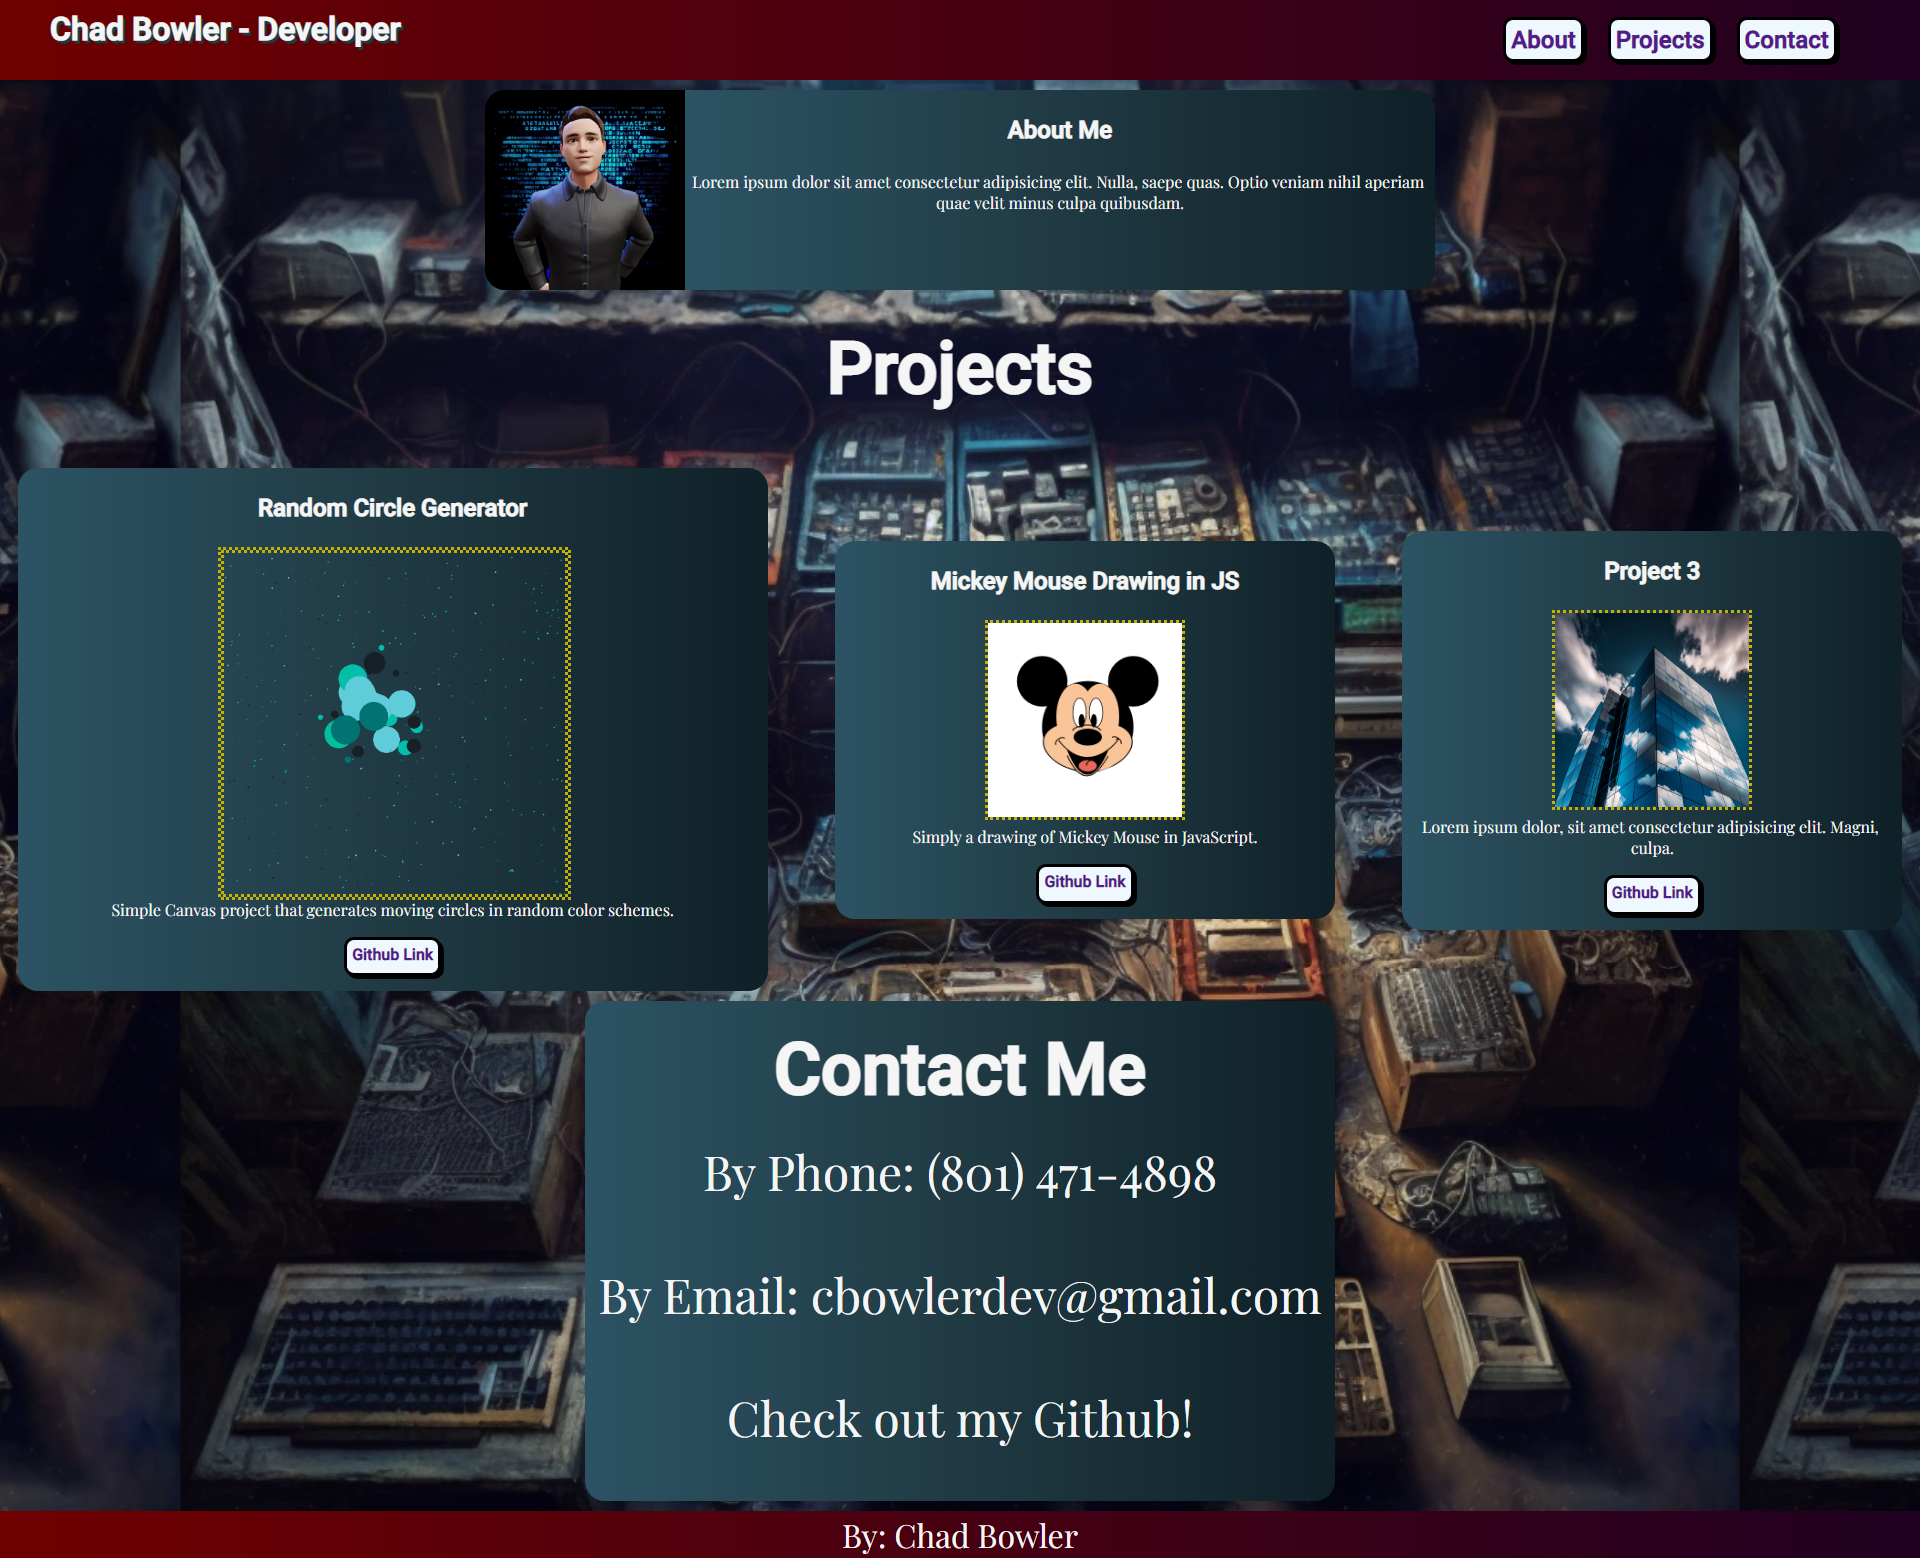 Chad Bowler - Developer
About
Projects
Contact
About Me
Lorem ipsum dolor sit amet consectetur adipisicing elit. Nulla, saepe quas. Optio veniam nihil aperiam
quae velit minus culpa quibusdam.
Projects
Random Circle Generator
Simple Canvas project that generates moving circles in random color schemes.
Github Link
Mickey Mouse Drawing in JS
Simply a drawing of Mickey Mouse in JavaScript.
Github Link
Project 3
Lorem ipsum dolor, sit amet consectetur adipisicing elit. Magni,
culpa.
Github Link
Contact Me
By Phone: (801) 471-4898
By Email: cbowlerdev@gmail.com
Check out my Github!
By: Chad Bowler